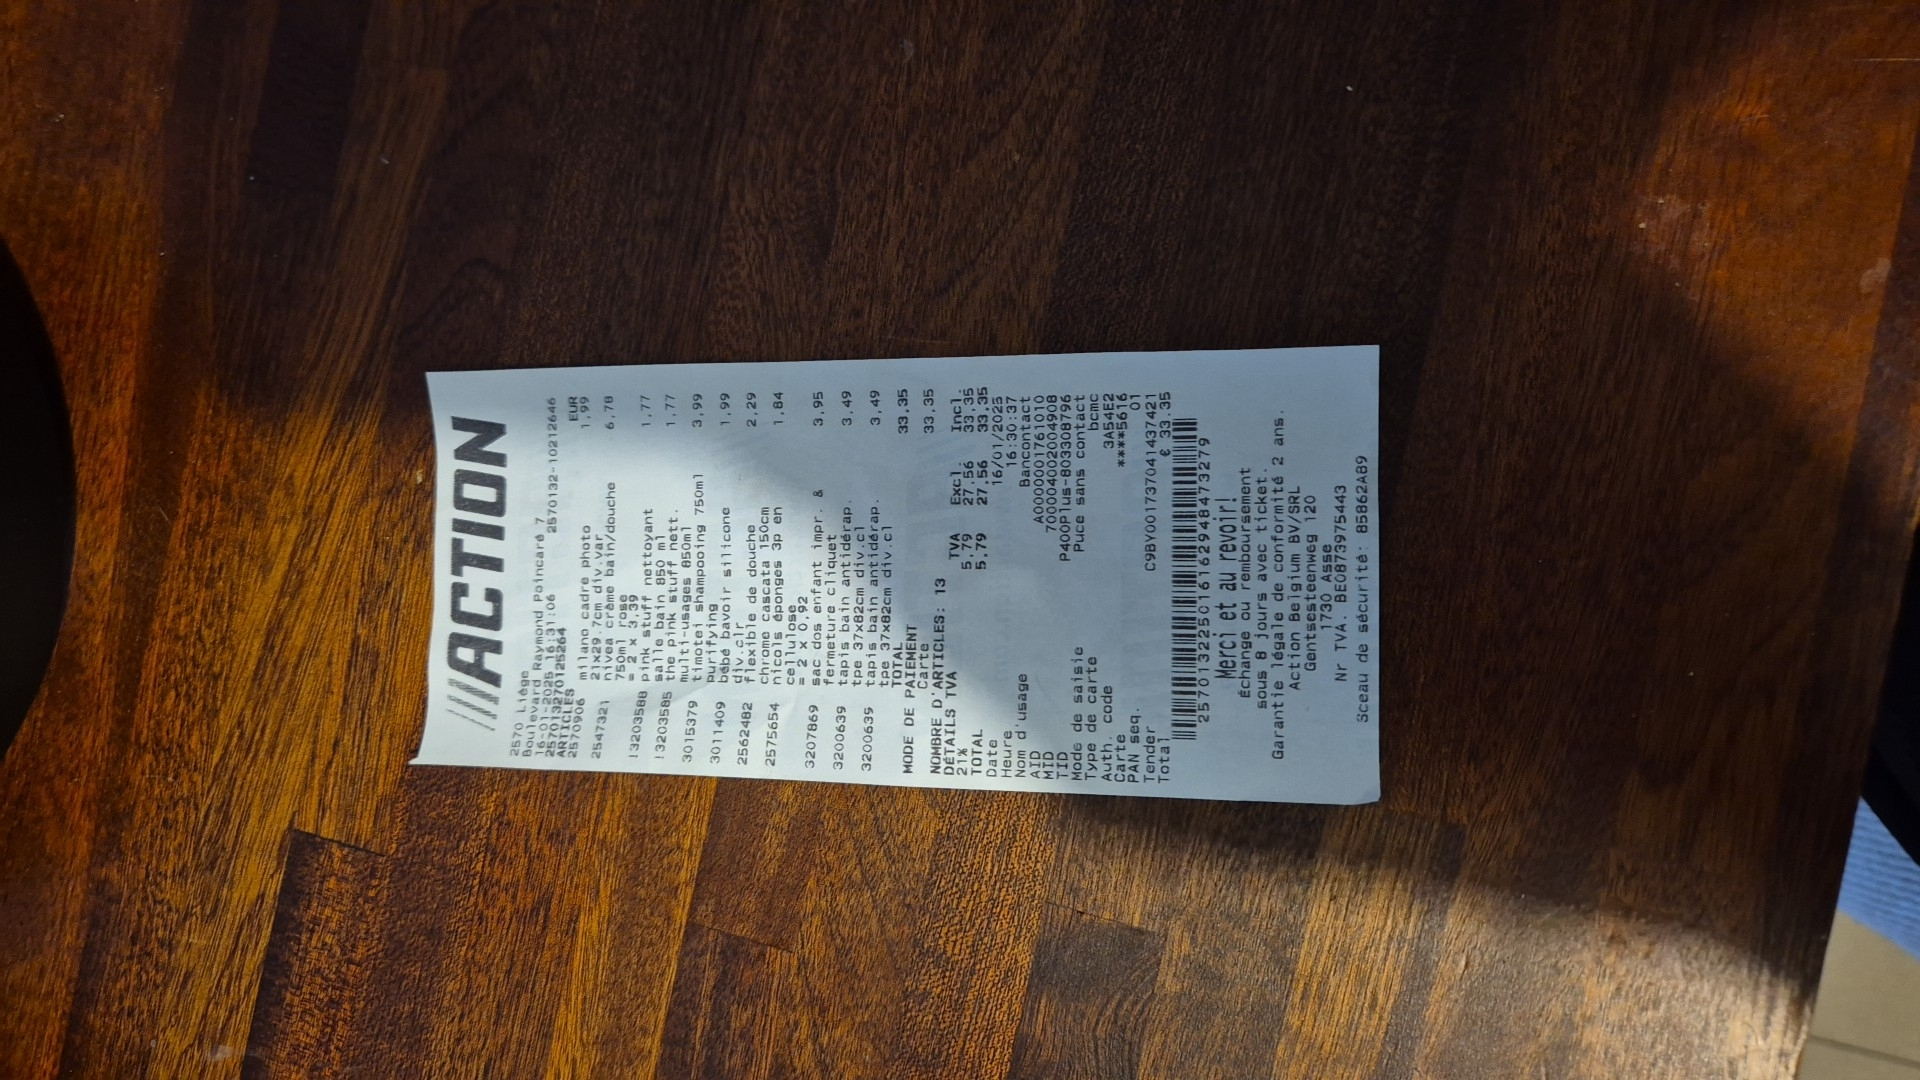 ACTION
2570 Liège
Boulevard Raymond Poincaré 7
16-01-2025 16:31:06 2570132-10212646
257013270125264
ARTICLES EUR
2570906 milano cadre photo 1,99
21x29.7cm div.var
2547321 nivea crème bain/douche 6,78
750ml rose
= 2 x 3,39
!3203588 pink stuff nettoyant 1,77
salle bain 850 ml
!3203585 the pink stuff nett. 1,77
multi-usages 850ml
3015379 timotei shampooing 750ml 3,99
purifying
3011409 bébé bavoir silicone 1,99
div.clr
2562482 flexible de douche 2,29
chrome cascata 150cm
2575654 nicols éponges 3p en 1,84
cellulose
= 2 x 0,92
3207869 sac dos enfant impr. & 3,95
fermeture cliquet
3200639 tapis bain antidérap. 3,49
tpe 37x82cm div.cl
3200639 tapis bain antidérap. 3,49
tpe 37x82cm div.cl
TOTAL 33,35
MODE DE PAIEMENT
Carte 33,35
NOMBRE D'ARTICLES: 13
DÉTAILS TVA TVA Excl. Incl.
21% 5,79 27,56 33,35
TOTAL 5,79 27,56 33,35
Date 16/01/2025
Heure 16:30:37
Nom d'usage Bancontact
AID A0000001761010
MID 70000400200490​8
TID P400Plus-803308796
Mode de saisie Puce sans contact
Type de carte bcmc
Auth. code 3A54E2
Carte ****5616
PAN seq. 01
Tender C9BY001737041437421
Total € 33.35
2570132250161629484732​79
Merci et au revoir!
Échange ou remboursement
sous 8 jours avec ticket.
Garantie légale de conformité 2 ans.
Action Belgium BV/SRL
Gentsesteenweg 120
1730 Asse
Nr TVA. BE0873975443
Sceau de sécurité: 85862A89